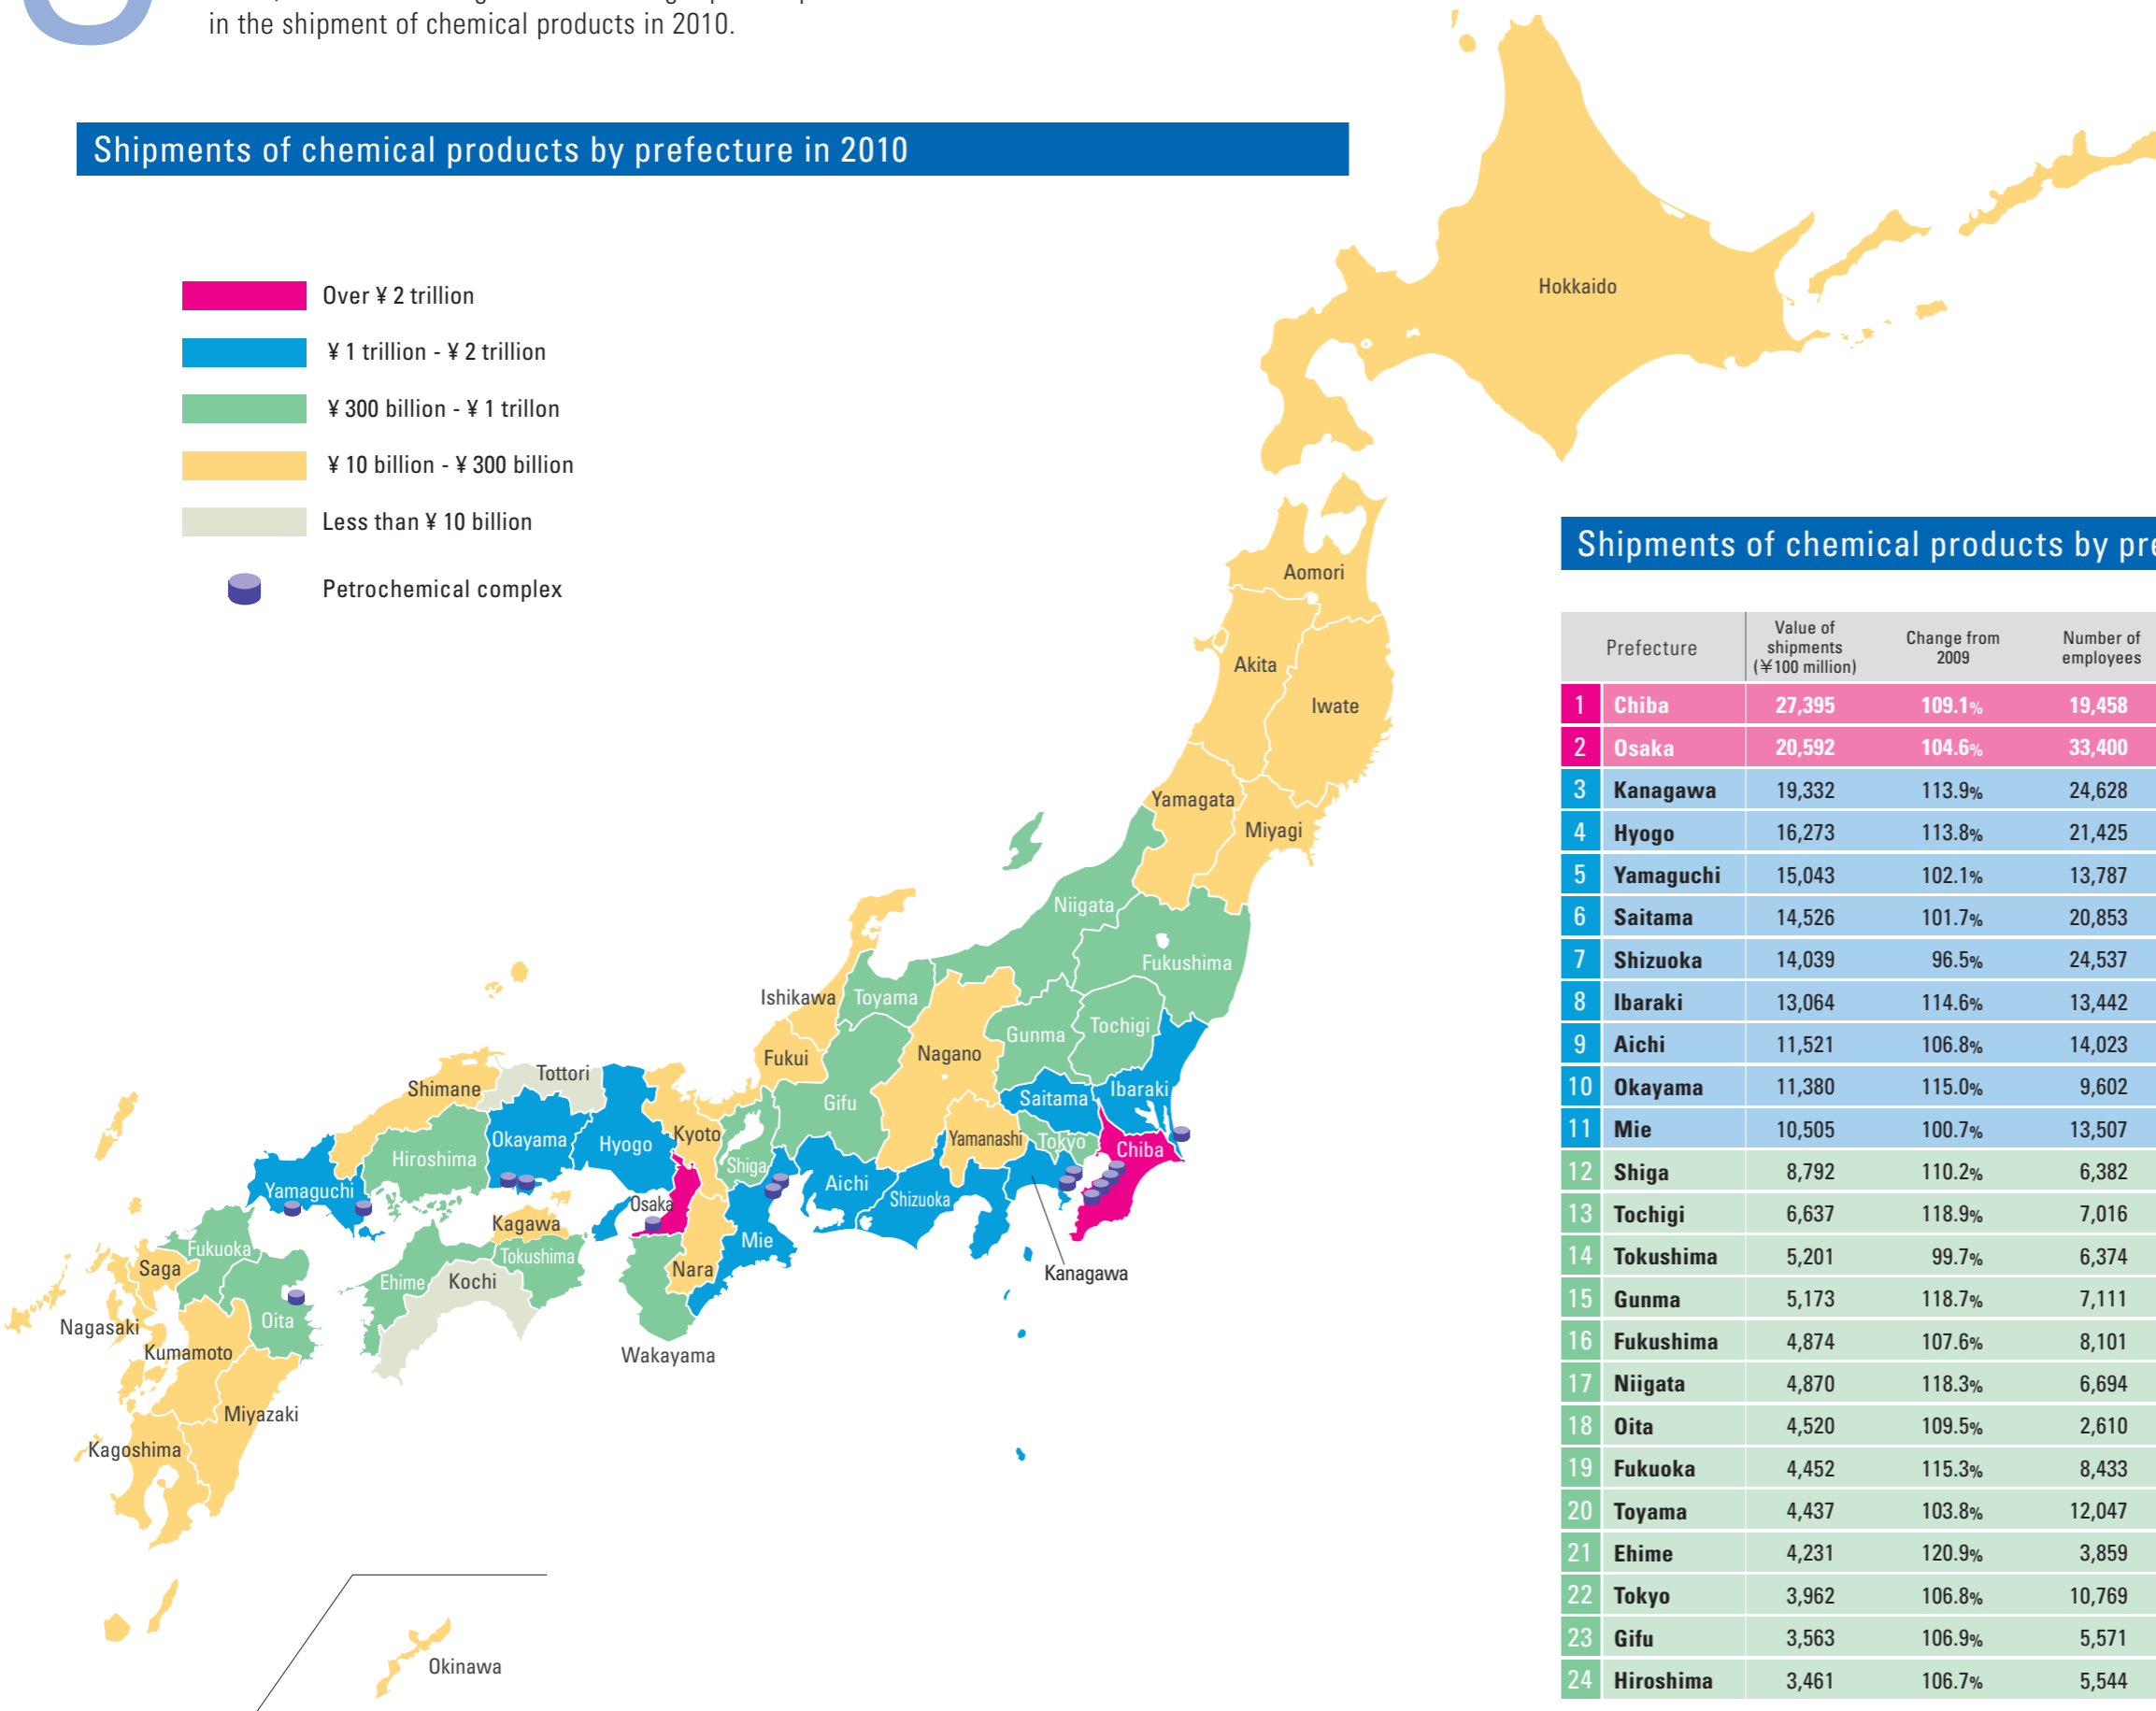 in the shipment of chemical products in 2010.
Shipments of chemical products by prefecture in 2010
Over ¥ 2 trillion
¥ 1 trillion - ¥ 2 trillion
¥ 300 billion - ¥ 1 trillon
¥ 10 billion - ¥ 300 billion
Less than ¥ 10 billion
Petrochemical complex
Hokkaido
Aomori
Akita
Iwate
Yamagata
Miyagi
Niigata
Fukushima
Ishikawa
Toyama
Gunma
Tochigi
Fukui
Nagano
Tottori
Shimane
Gifu
Saitama
Ibaraki
Okayama
Hyogo
Kyoto
Yamanashi
Tokyo
Chiba
Hiroshima
Shiga
Yamaguchi
Aichi
Shizuoka
Osaka
Kagawa
Mie
Fukuoka
Tokushima
Saga
Nara
Kanagawa
Ehime
Kochi
Oita
Nagasaki
Kumamoto
Wakayama
Miyazaki
Kagoshima
Okinawa
Shipments of chemical products by pre
Prefecture Value of shipments (¥100 million) Change from 2009 Number of employees
1 Chiba 27,395 109.1% 19,458
2 Osaka 20,592 104.6% 33,400
3 Kanagawa 19,332 113.9% 24,628
4 Hyogo 16,273 113.8% 21,425
5 Yamaguchi 15,043 102.1% 13,787
6 Saitama 14,526 101.7% 20,853
7 Shizuoka 14,039 96.5% 24,537
8 Ibaraki 13,064 114.6% 13,442
9 Aichi 11,521 106.8% 14,023
10 Okayama 11,380 115.0% 9,602
11 Mie 10,505 100.7% 13,507
12 Shiga 8,792 110.2% 6,382
13 Tochigi 6,637 118.9% 7,016
14 Tokushima 5,201 99.7% 6,374
15 Gunma 5,173 118.7% 7,111
16 Fukushima 4,874 107.6% 8,101
17 Niigata 4,870 118.3% 6,694
18 Oita 4,520 109.5% 2,610
19 Fukuoka 4,452 115.3% 8,433
20 Toyama 4,437 103.8% 12,047
21 Ehime 4,231 120.9% 3,859
22 Tokyo 3,962 106.8% 10,769
23 Gifu 3,563 106.9% 5,571
24 Hiroshima 3,461 106.7% 5,544